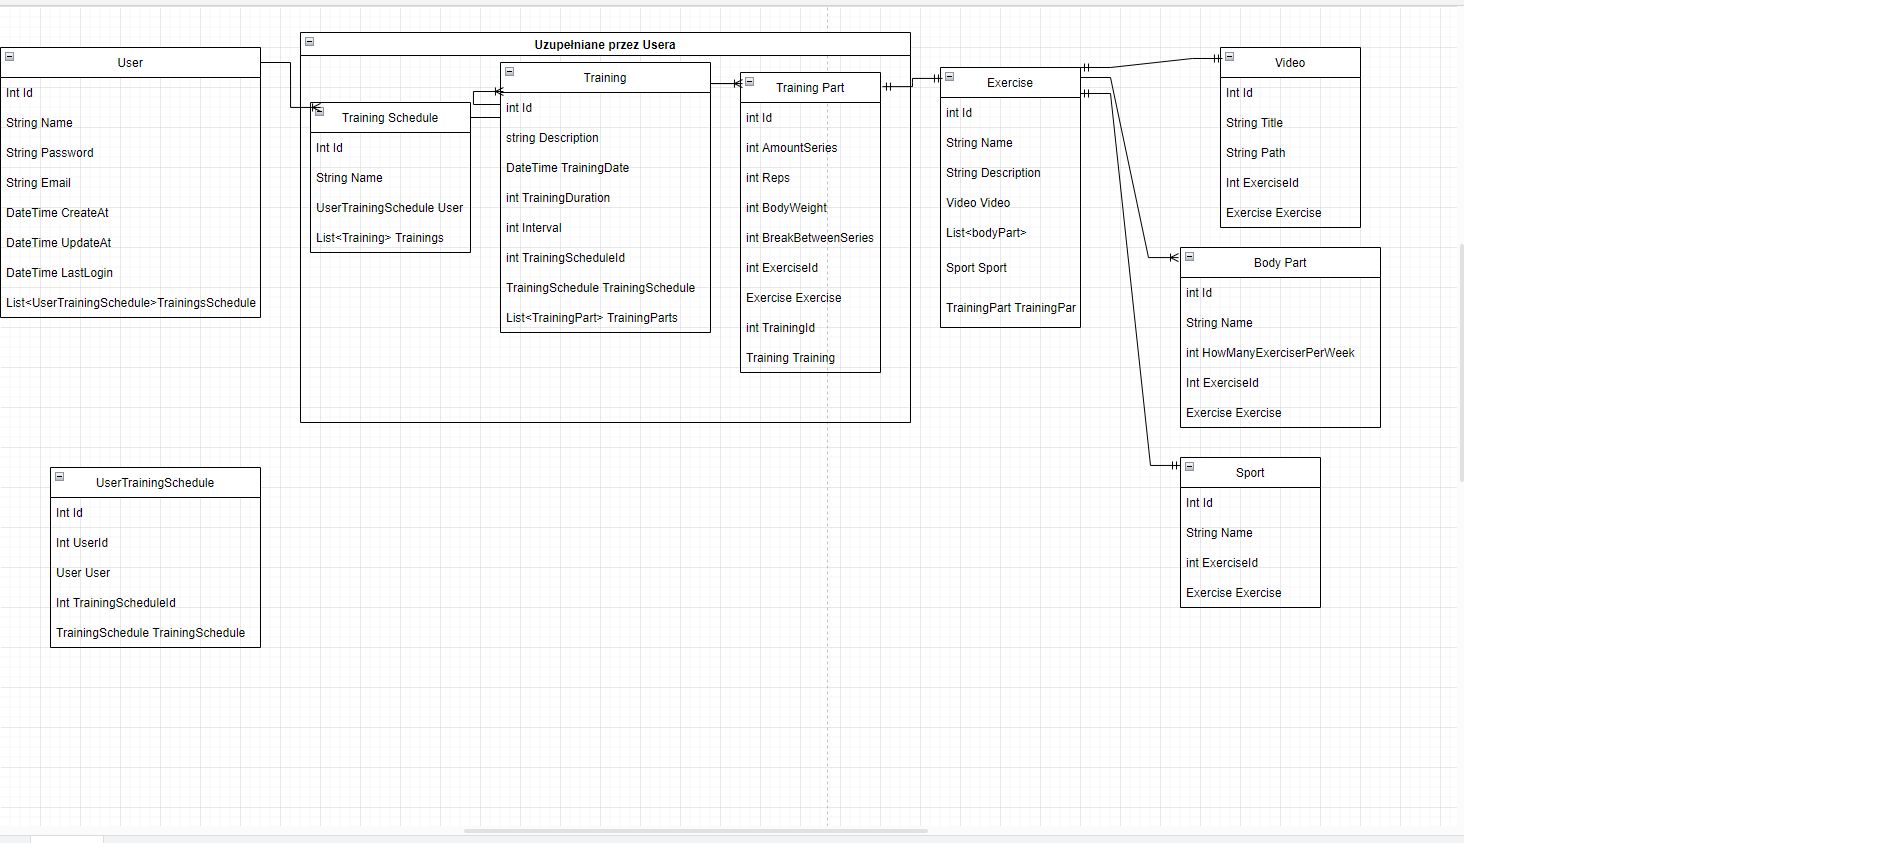 User
Int Id
String Name
String Password
String Email
DateTime CreateAt
DateTime UpdateAt
DateTime LastLogin
List<UserTrainingSchedule>TrainingsSchedule
Uzupełniane przez Usera
Training Schedule
Int Id
String Name
UserTrainingSchedule User
List<Training> Trainings
Training
int Id
string Description
DateTime TrainingDate
int TrainingDuration
int Interval
int TrainingScheduleId
TrainingSchedule TrainingSchedule
List<TrainingPart> TrainingParts
Training Part
int Id
int AmountSeries
int Reps
int BodyWeight
int BreakBetweenSeries
int ExerciseId
Exercise Exercise
int TrainingId
Training Training
Exercise
int Id
String Name
String Description
Video Video
List<bodyPart>
Sport Sport
TrainingPart TrainingPar
Video
Int Id
String Title
String Path
Int ExerciseId
Exercise Exercise
Body Part
int Id
String Name
int HowManyExerciserPerWeek
Int ExerciseId
Exercise Exercise
Sport
Int Id
String Name
int ExerciseId
Exercise Exercise
UserTrainingSchedule
Int Id
Int UserId
User User
Int TrainingScheduleId
TrainingSchedule TrainingSchedule